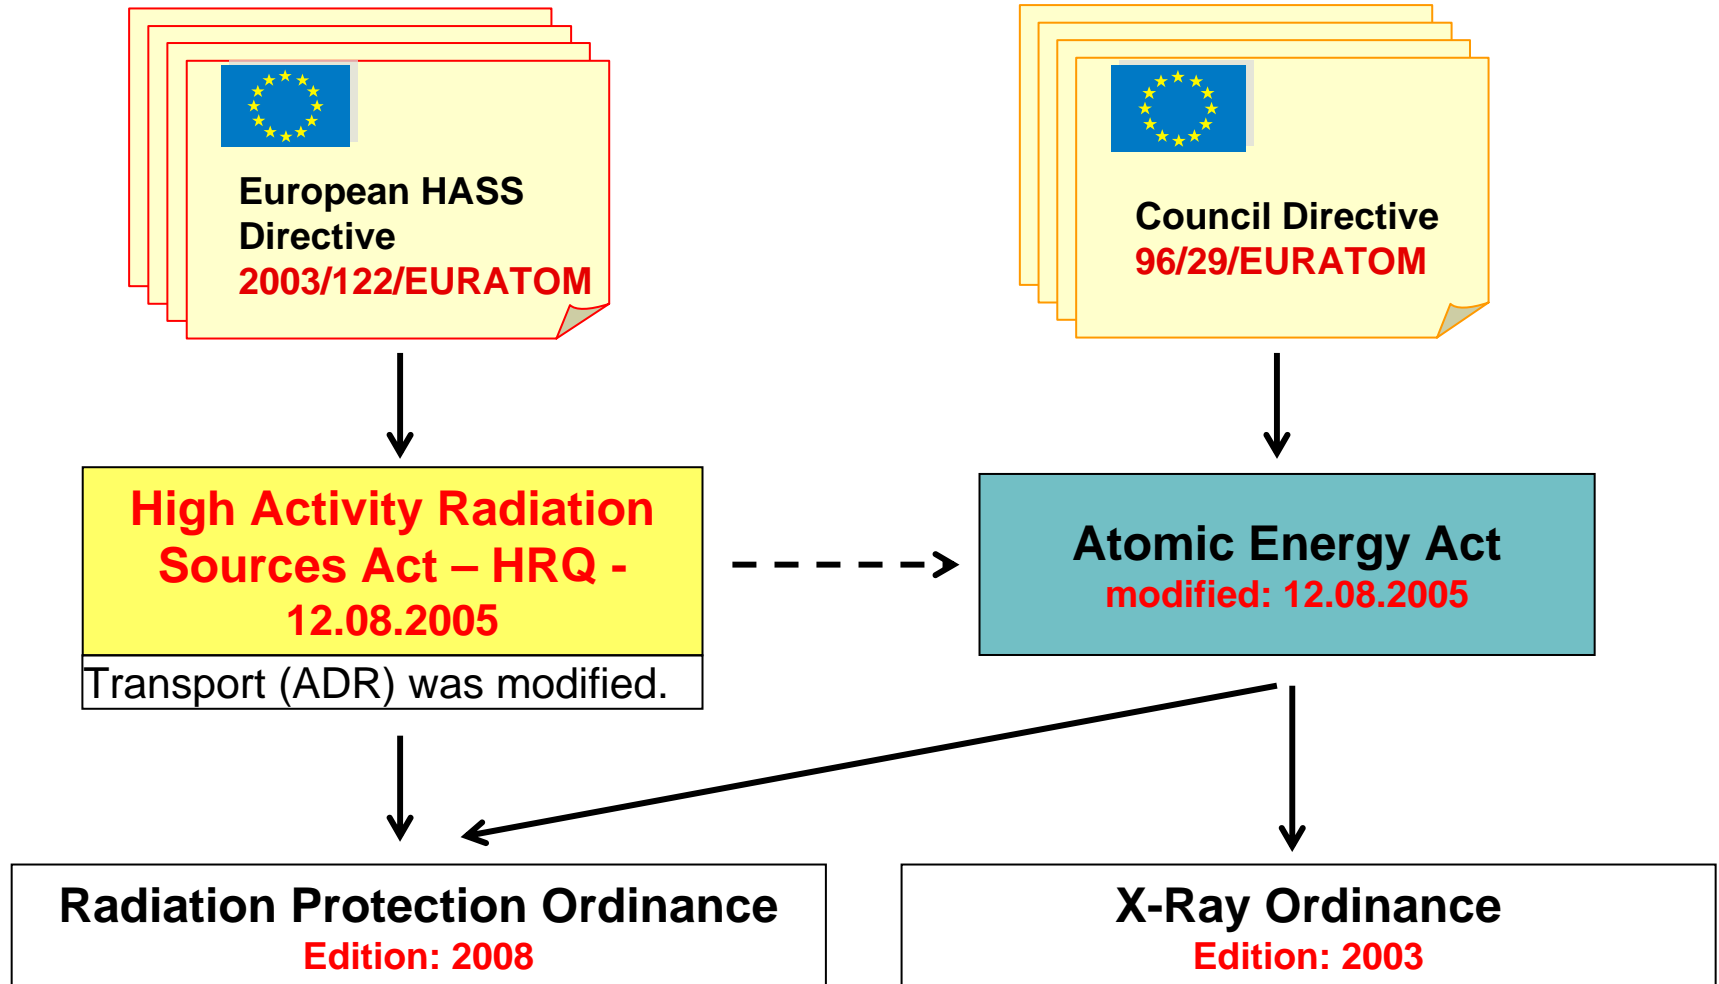 European HASS
Directive
2003/122/EURATOM
Council Directive
96/29/EURATOM
High Activity Radiation
Sources Act – HRQ -
12.08.2005
Transport (ADR) was modified.
Atomic Energy Act
modified: 12.08.2005
Radiation Protection Ordinance
Edition: 2008
X-Ray Ordinance
Edition: 2003